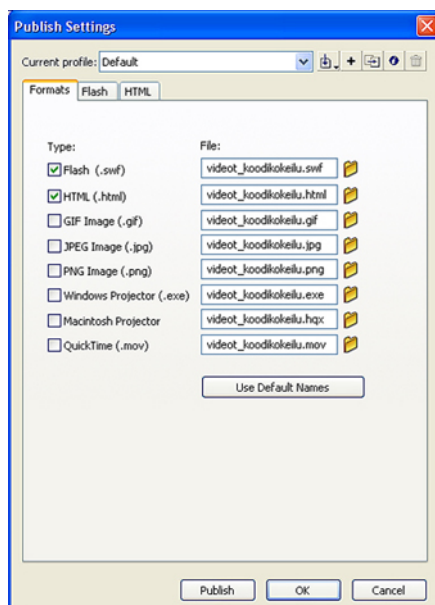 Publish Settings
Current profile: Default
Formats Flash HTML
Type: File:
Flash (.swf) videot_koodikokeilu.swf
HTML (.html) videot_koodikokeilu.html
GIF Image (.gif) videot_koodikokeilu.gif
JPEG Image (.jpg) videot_koodikokeilu.jpg
PNG Image (.png) videot_koodikokeilu.png
Windows Projector (.exe) videot_koodikokeilu.exe
Macintosh Projector videot_koodikokeilu.hqx
QuickTime (.mov) videot_koodikokeilu.mov
Use Default Names
Publish OK Cancel